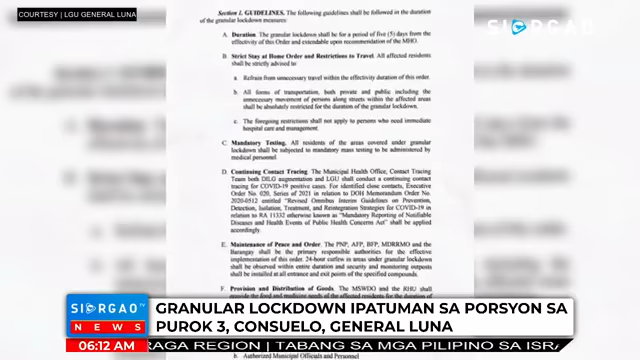 COURTESY | LGU GENERAL LUNA
SIARGAO TV
Section 1. GUIDELINES. The following guidelines shall be followed in the duration
of the granular lockdown measures:
A. Duration. The granular lockdown shall be for a period of five (5) days from the
effectivity of this Order and extendable upon recommendation of the MHO.
B. Strict Stay at Home Order and Restrictions to Travel. All affected residents
shall be strictly advised to
a. Refrain from unnecessary travel within the effectivity duration of this order.
b. All forms of transportation, both private and public including the
unnecessary movement of persons along streets within the affected areas
shall be absolutely restricted for the duration of the granular lockdown.
c. The foregoing restrictions shall not apply to persons who need immediate
hospital care and management.
C. Mandatory Testing. All residents of the areas covered under granular
lockdown shall be subjected to mandatory mass testing to be administered by
medical personnel.
D. Continuing Contact Tracing. The Municipal Health Office, Contact Tracing
Team both DILG augmentation and LGU shall conduct a continuing contact
tracing for COVID-19 positive cases. For identified close contacts, Executive
Order No. 020, Series of 2021 in relation to DOH Memorandum Order No.
2020-0512 entitled "Revised Omnibus Interim Guidelines on Prevention,
Detection, Isolation, Treatment, and Reintegration Strategies for COVID-19 in
relation to RA 11332 otherwise known as "Mandatory Reporting of Notifiable
Diseases and Health Events of Public Health Concerns Act" shall be applied
accordingly.
E. Maintenance of Peace and Order. The PNP, AFP, BFP, MDRRMO and the
Barangay shall be the primary responsible authorities for the effective
implementation of this order. 24-hour curfew in areas under granular lockdown
shall be observed within entire duration and security and monitoring outposts
shall be installed at all entrance and exit points of the specified compounds.
F. Provision and Distribution of Goods. The MSWDO and the RHU shall
provide the food and medicine needs of the affected residents for the duration of
SIARGAO TV
NEWS
GRANULAR LOCKDOWN IPATUMAN SA PORSYON SA
PUROK 3, CONSUELO, GENERAL LUNA
06:12 AM
RAGA REGION | TABANG SA MGA PILIPINO SA ISRA
b. Authorized Municipal Officials and Personnel